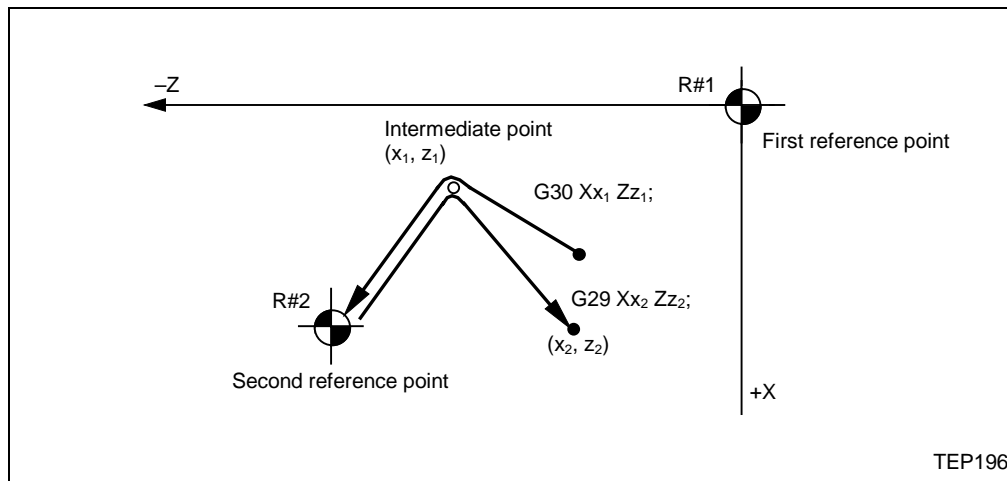 –Z
R#1
Intermediate point
(x₁, z₁)
First reference point
G30 Xx₁ Zz₁;
R#2
G29 Xx₂ Zz₂;
(x₂, z₂)
Second reference point
+X
TEP196